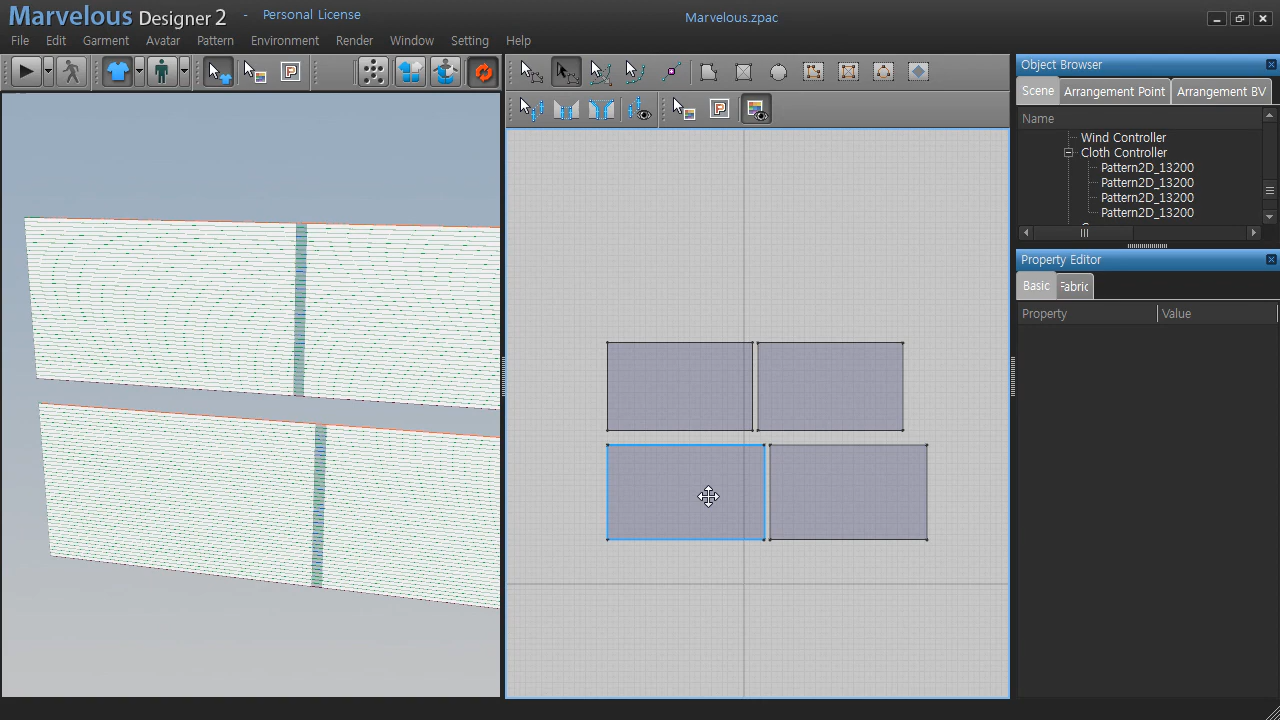 Marvelous Designer 2 - Personal License
Marvelous.zpac
File Edit Garment Avatar Pattern Environment Render Window Setting Help
Object Browser
Scene Arrangement Point Arrangement BV
Name
Wind Controller
Cloth Controller
Pattern2D_13200
Pattern2D_13200
Pattern2D_13200
Pattern2D_13200
Property Editor
Basic Fabric
Property Value